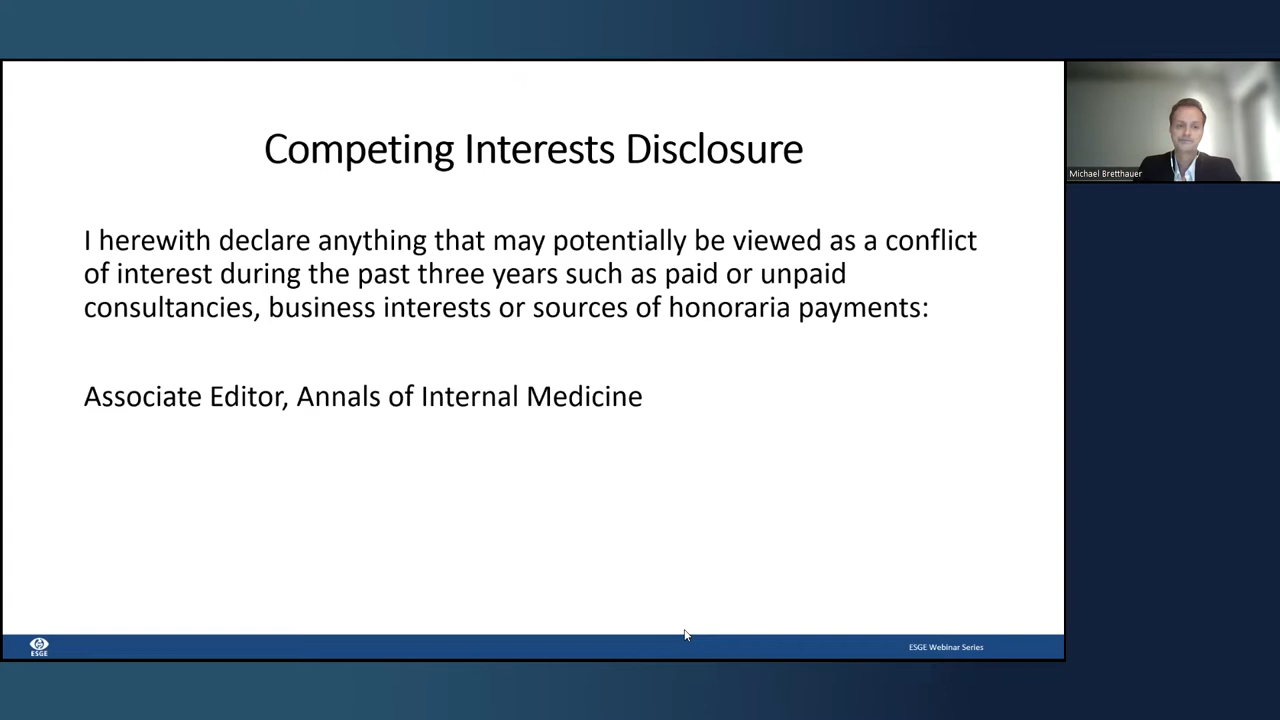 Competing Interests Disclosure
I herewith declare anything that may potentially be viewed as a conflict
of interest during the past three years such as paid or unpaid
consultancies, business interests or sources of honoraria payments:
Associate Editor, Annals of Internal Medicine
Michael Bretthauer
ESGE
ESGE Webinar Series